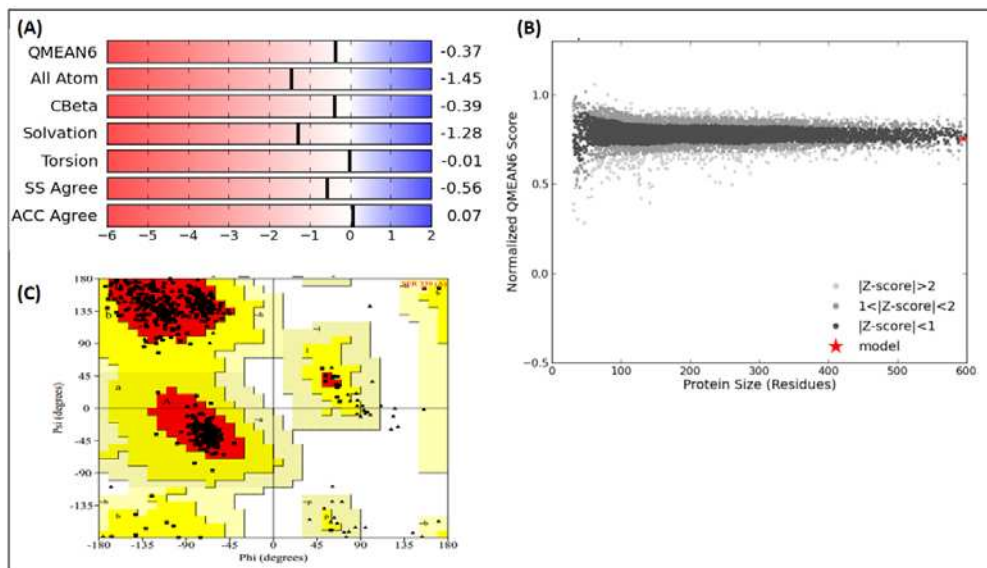 (A)
QMEAN6 -0.37
All Atom -1.45
CBeta -0.39
Solvation -1.28
Torsion -0.01
SS Agree -0.56
ACC Agree 0.07
−6 −5 −4 −3 −2 −1 0 1 2
(B)
Normalized QMEAN6 Score
1.0
0.5
0.0
−0.5
|Z-score|>2
1<|Z-score|<2
|Z-score|<1
model
0 100 200 300 400 500 600
Protein Size (Residues)
(C)
Psi (degrees)
180
135
90
45
0
-45
-90
-135
-180 -135 -90 -45 0 45 90 135 180
Phi (degrees)